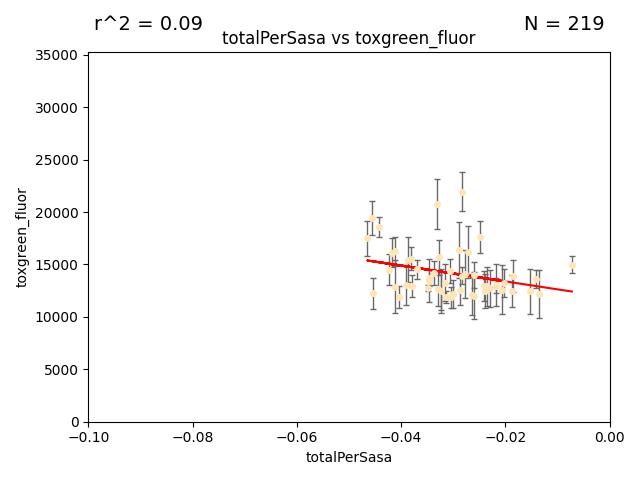 r^2 = 0.09
N = 219
totalPerSasa vs toxgreen_fluor
35000
30000
25000
20000
15000
10000
5000
0
toxgreen_fluor
−0.10
−0.08
−0.06
−0.04
−0.02
0.00
totalPerSasa